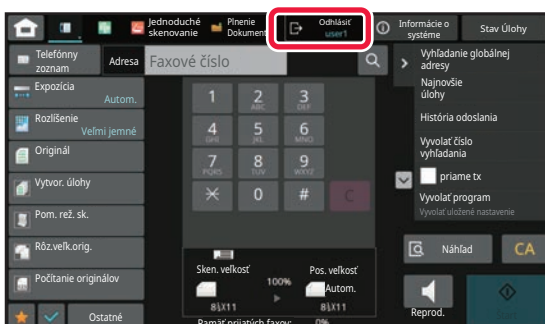 Jednoduché
skenovanie
Plnenie
Dokument
Odhlásiť
user1
Informácie o
systéme
Stav Úlohy
Telefónny
zoznam
Adresa
Faxové číslo
Expozícia
Autom.
Rozlíšenie
Veľmi jemné
Originál
Vytvor. úlohy
Pom. rež. sk.
Rôz.veľk.orig.
Počítanie originálov
Ostatné
1
2
ABC
3
DEF
4
GHI
5
JKL
6
MNO
7
PQRS
8
TUV
9
WXYZ
0
#
C
Sken. veľkosť
100%
Pos. veľkosť
Autom.
8½X11
8½X11
Pamäť prijatých faxov:
0%
Vyhľadanie globálnej
adresy
Najnovšie
úlohy
História odoslania
Vyvolať číslo
vyhľadania
priame tx
Vyvolať program
Vyvolať uložené nastavenie
Náhľad
CA
Reprod.
Štart